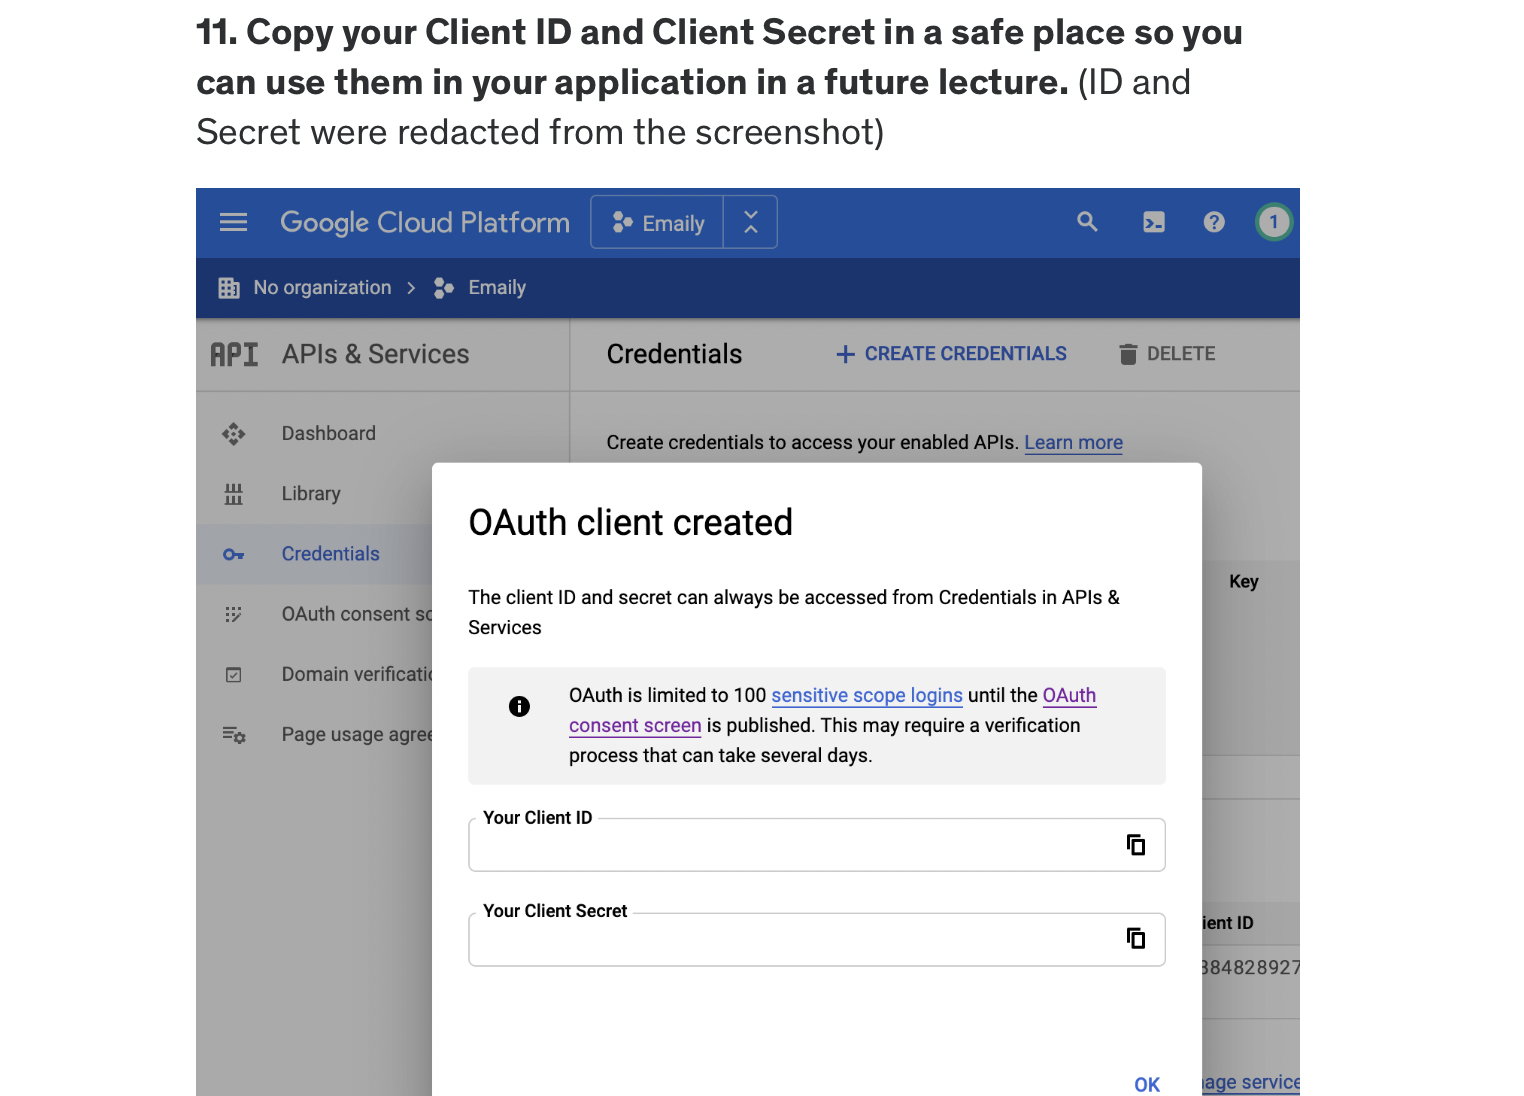 11. Copy your Client ID and Client Secret in a safe place so you
can use them in your application in a future lecture. (ID and
Secret were redacted from the screenshot)
Google Cloud Platform
Emaily
1
No organization
Emaily
API
APIs & Services
Credentials
CREATE CREDENTIALS
DELETE
Dashboard
Library
Credentials
OAuth consent sc
Domain verificatio
Page usage agree
Create credentials to access your enabled APIs. Learn more
OAuth client created
The client ID and secret can always be accessed from Credentials in APIs &
Services
OAuth is limited to 100 sensitive scope logins until the OAuth
consent screen is published. This may require a verification
process that can take several days.
Your Client ID
Your Client Secret
OK
Key
ient ID
384828927
age service